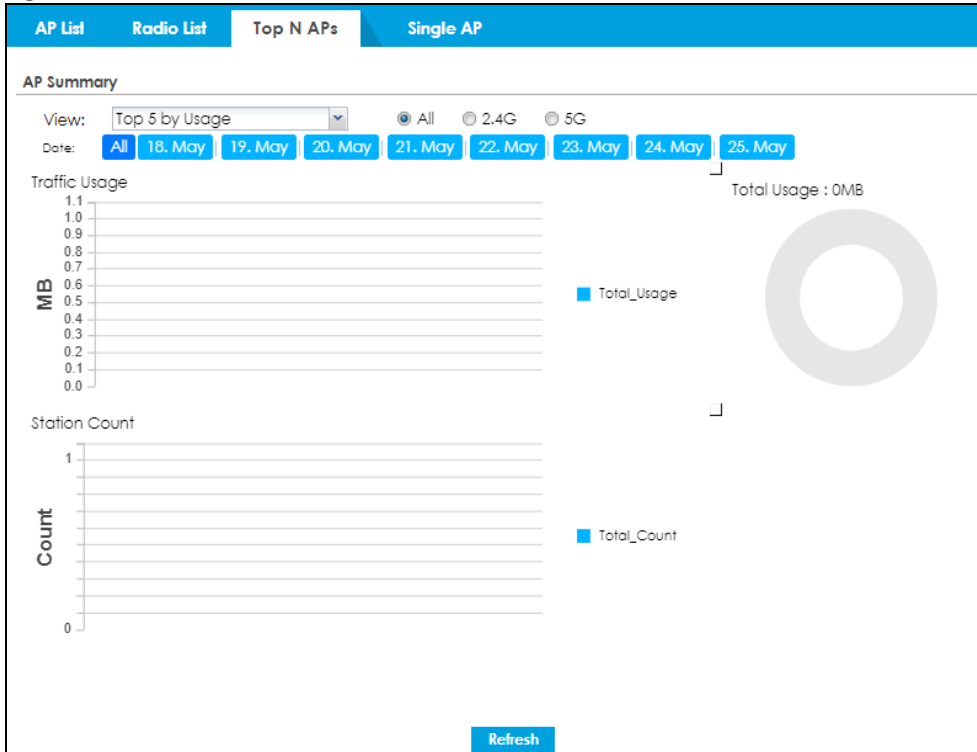 AP List Radio List Top N APs Single AP
AP Summary
View: Top 5 by Usage All 2.4G 5G
Date: All 18. May 19. May 20. May 21. May 22. May 23. May 24. May 25. May
Traffic Usage
Total Usage : 0MB
1.1
1.0
0.9
0.8
0.7
0.6
0.5
0.4
0.3
0.2
0.1
0.0
MB
Total_Usage
Station Count
1
0
Count
Total_Count
Refresh